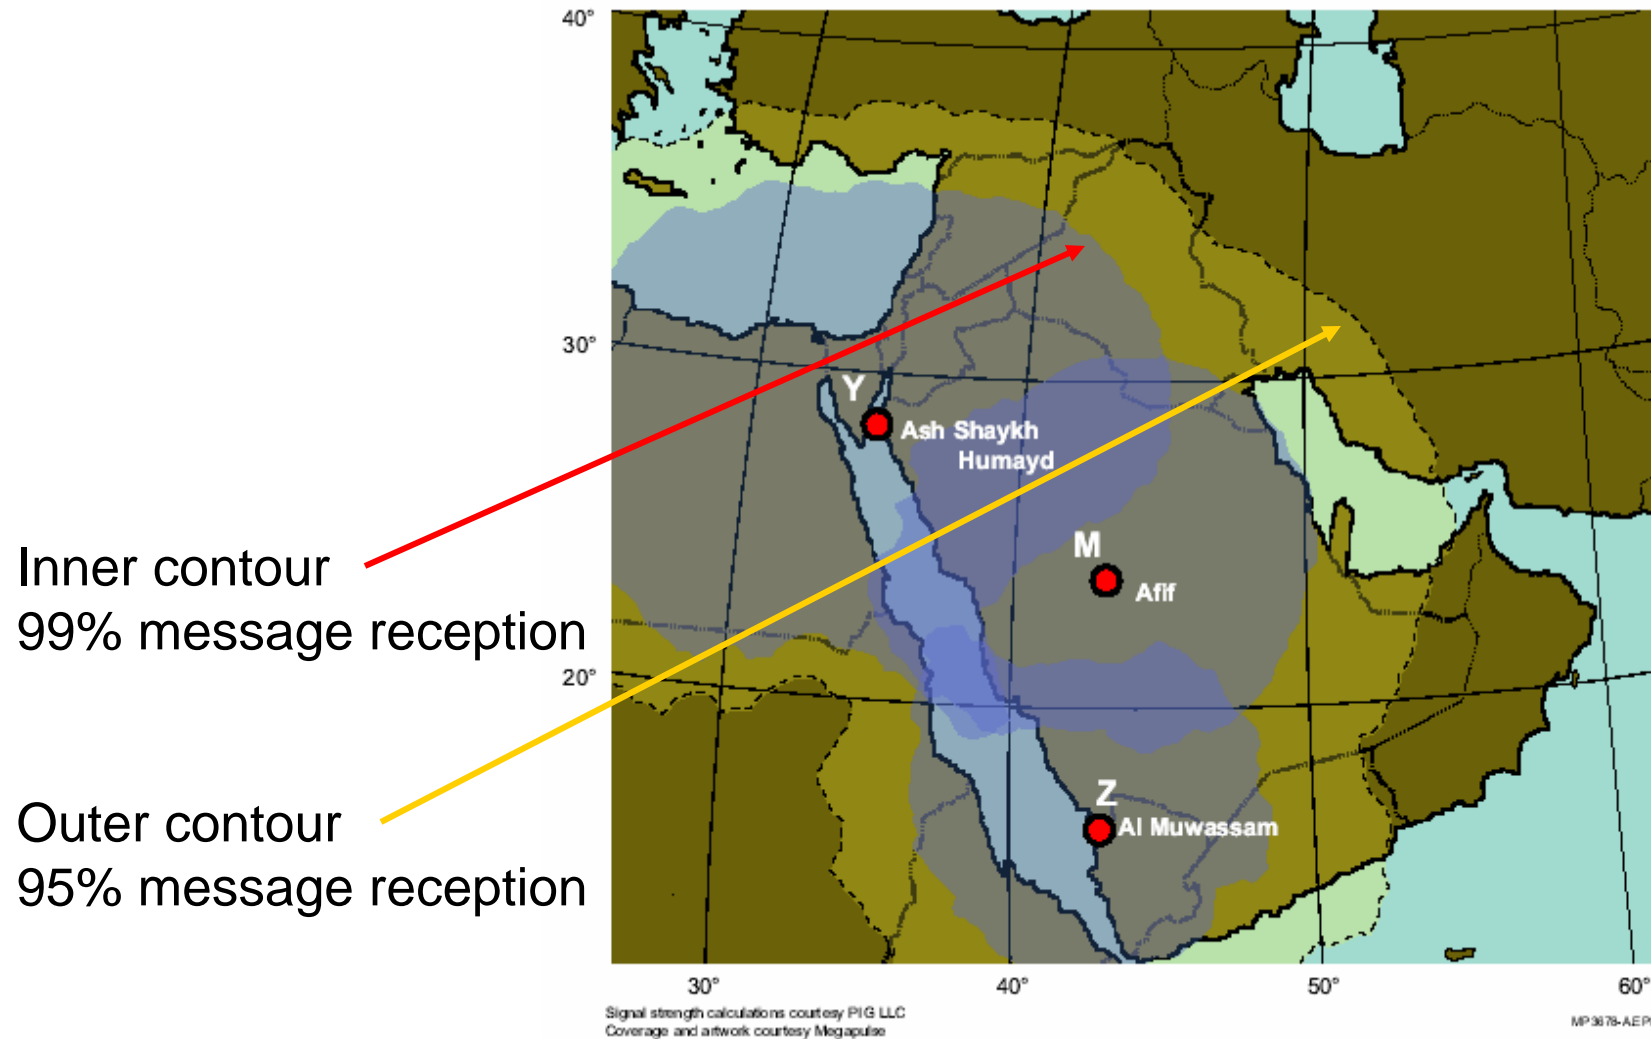 40°
30°
20°
Y
Ash Shaykh
Humayd
M
Afif
Z
Al Muwassam
Inner contour
99% message reception
Outer contour
95% message reception
30°
40°
50°
60°
Signal strength calculations courtesy PIG LLC
Coverage and artwork courtesy Megapulse